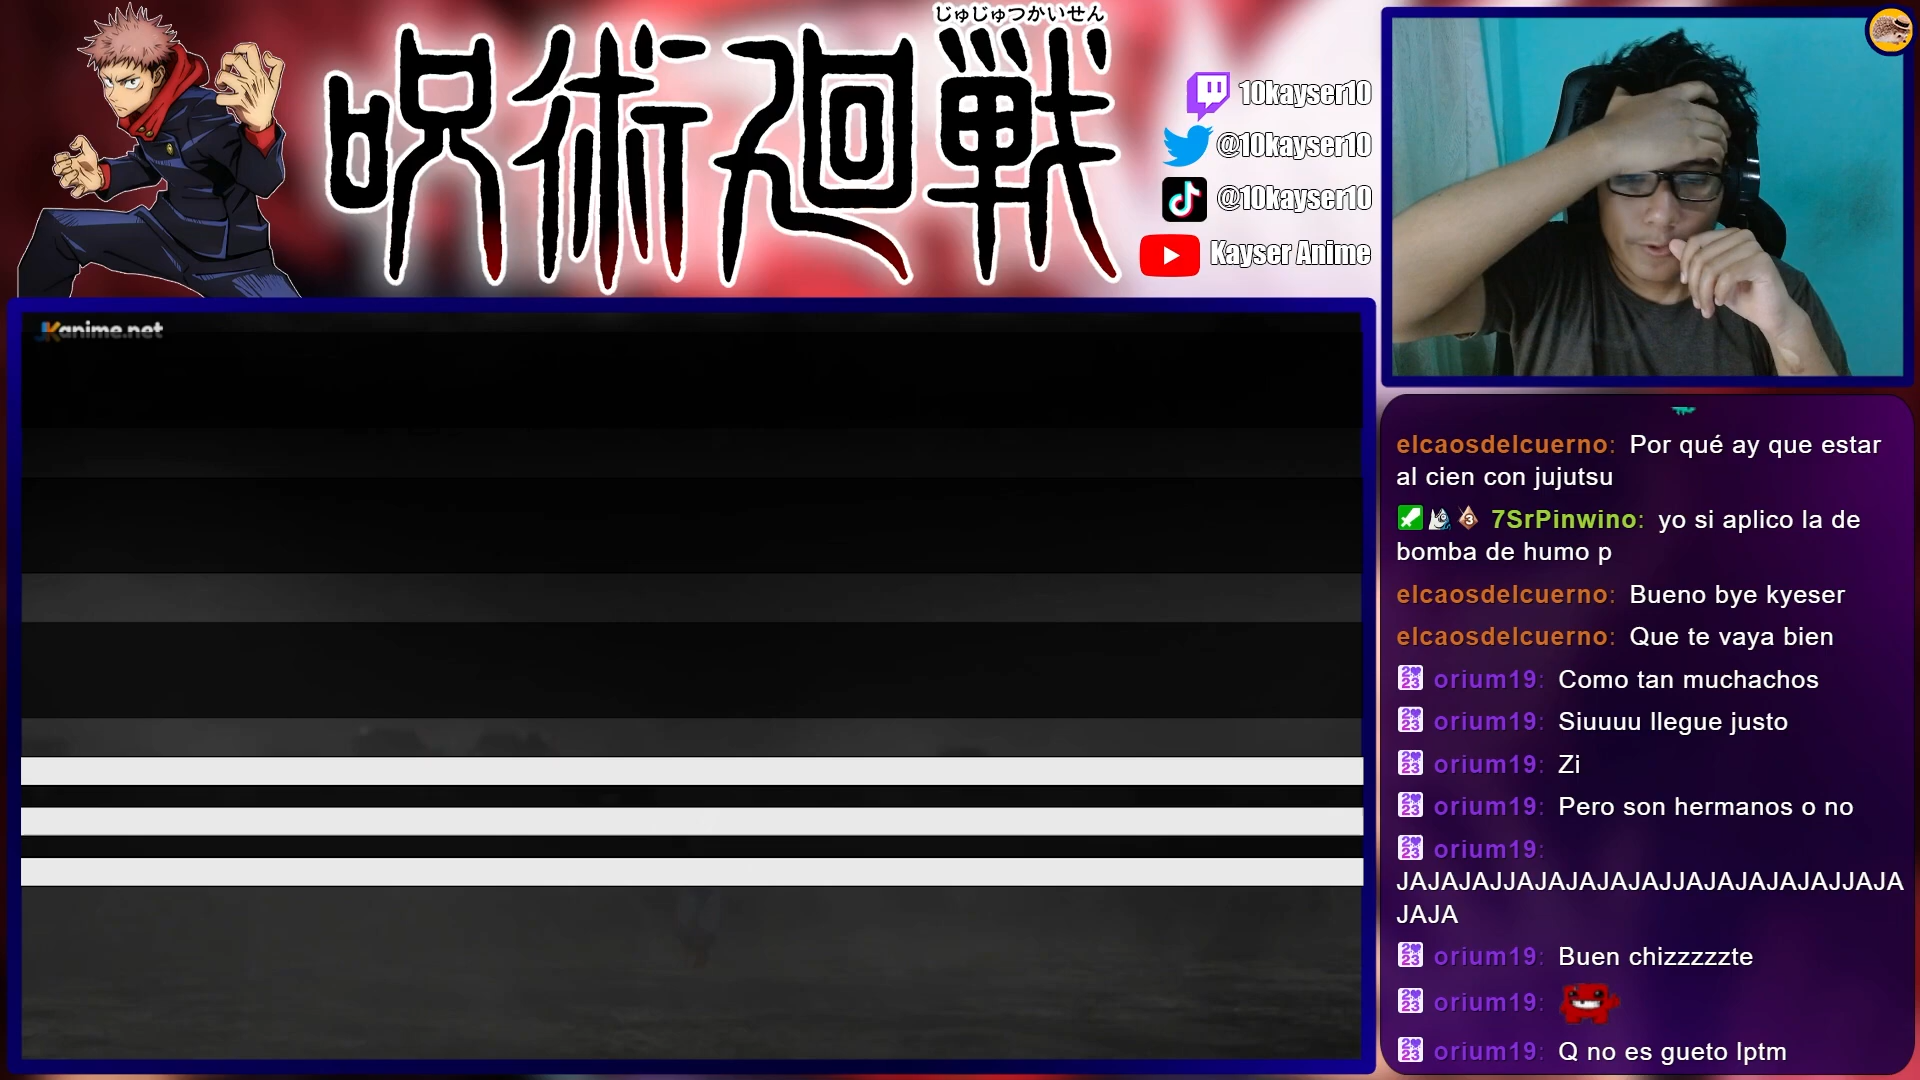 じゅじゅつかいせん
呪術廻戦
10kayser10
@10kayser10
@10kayser10
Kayser Anime
JKanime.net
elcaosdelcuerno: Por qué ay que estar
al cien con jujutsu
7SrPinwino: yo si aplico la de
bomba de humo p
elcaosdelcuerno: Bueno bye kyeser
elcaosdelcuerno: Que te vaya bien
orium19: Como tan muchachos
orium19: Siuuuu llegue justo
orium19: Zi
orium19: Pero son hermanos o no
orium19:
JAJAJAJJAJAJAJAJAJJAJAJAJAJAJJAJA
JAJA
orium19: Buen chizzzzzte
orium19:
orium19: Q no es gueto lptm